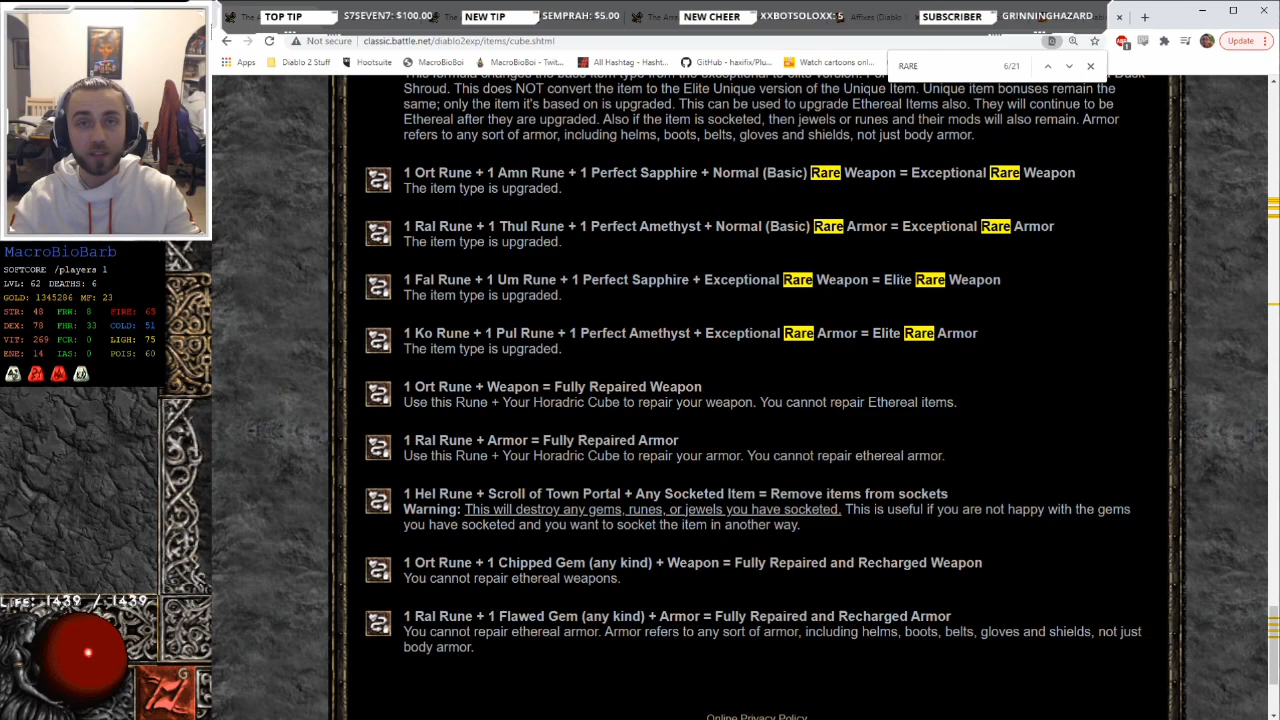 TOP TIP
S7SEVEN7: $100.00
NEW TIP
SEMPRAH: $5.00
NEW CHEER
XXBOTSOLOXX: 5
Affixes (Diablo
SUBSCRIBER
GRINNINGHAZARD
Not secure
classic.battle.net/diablo2exp/items/cube.shtml
Update
Apps
Diablo 2 Stuff
Hootsuite
MacroBioBoi
MacroBioBoi - Twit...
All Hashtag - Hasht...
GitHub - haxifix/Plu...
Watch cartoons onl...
RARE
6/21
Shroud. This does NOT convert the item to the Elite Unique version of the Unique Item. Unique item bonuses remain the
same; only the item it's based on is upgraded. This can be used to upgrade Ethereal Items also. They will continue to be
Ethereal after they are upgraded. Also if the item is socketed, then jewels or runes and their mods will also remain. Armor
refers to any sort of armor, including helms, boots, belts, gloves and shields, not just body armor.
1 Ort Rune + 1 Amn Rune + 1 Perfect Sapphire + Normal (Basic) Rare Weapon = Exceptional Rare Weapon
The item type is upgraded.
1 Ral Rune + 1 Thul Rune + 1 Perfect Amethyst + Normal (Basic) Rare Armor = Exceptional Rare Armor
The item type is upgraded.
1 Fal Rune + 1 Um Rune + 1 Perfect Sapphire + Exceptional Rare Weapon = Elite Rare Weapon
The item type is upgraded.
1 Ko Rune + 1 Pul Rune + 1 Perfect Amethyst + Exceptional Rare Armor = Elite Rare Armor
The item type is upgraded.
1 Ort Rune + Weapon = Fully Repaired Weapon
Use this Rune + Your Horadric Cube to repair your weapon. You cannot repair Ethereal items.
1 Ral Rune + Armor = Fully Repaired Armor
Use this Rune + Your Horadric Cube to repair your armor. You cannot repair ethereal armor.
1 Hel Rune + Scroll of Town Portal + Any Socketed Item = Remove items from sockets
Warning: This will destroy any gems, runes, or jewels you have socketed. This is useful if you are not happy with the gems
you have socketed and you want to socket the item in another way.
1 Ort Rune + 1 Chipped Gem (any kind) + Weapon = Fully Repaired and Recharged Weapon
You cannot repair ethereal weapons.
1 Ral Rune + 1 Flawed Gem (any kind) + Armor = Fully Repaired and Recharged Armor
You cannot repair ethereal armor. Armor refers to any sort of armor, including helms, boots, belts, gloves and shields, not just
body armor.
Online Privacy Policy
MacroBioBarb
SOFTCORE /players 1
LVL: 62 DEATHS: 6
GOLD: 1345286 MF: 23
STR: 48 FRW: 8 FIRE: 65
DEX: 78 FHR: 33 COLD: 51
VIT: 269 FCR: 0 LIGH: 75
ENE: 14 IAS: 0 POIS: 60
Life: 1439 / 1439